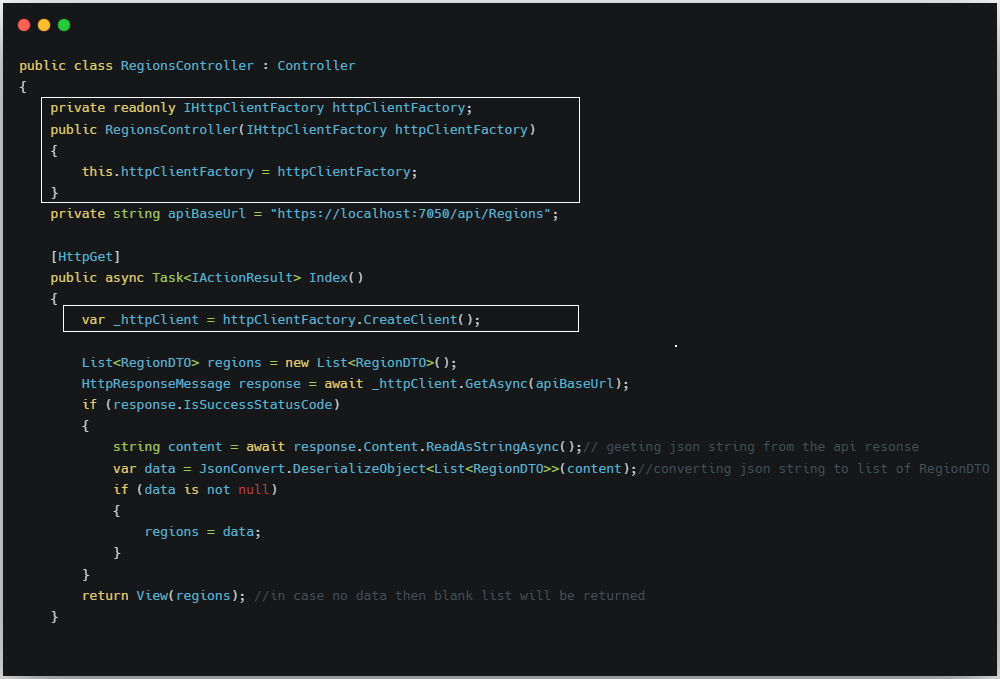 public class RegionsController : Controller
{
    private readonly IHttpClientFactory httpClientFactory;
    public RegionsController(IHttpClientFactory httpClientFactory)
    {
        this.httpClientFactory = httpClientFactory;
    }
    private string apiBaseUrl = "https://localhost:7050/api/Regions";
    [HttpGet]
    public async Task<IActionResult> Index()
    {
        var _httpClient = httpClientFactory.CreateClient();
        List<RegionDTO> regions = new List<RegionDTO>();
        HttpResponseMessage response = await _httpClient.GetAsync(apiBaseUrl);
        if (response.IsSuccessStatusCode)
        {
            string content = await response.Content.ReadAsStringAsync();// geeting json string from the api resonse
            var data = JsonConvert.DeserializeObject<List<RegionDTO>>(content);//converting json string to list of RegionDTO
            if (data is not null)
            {
                regions = data;
            }
        }
        return View(regions); //in case no data then blank list will be returned
    }